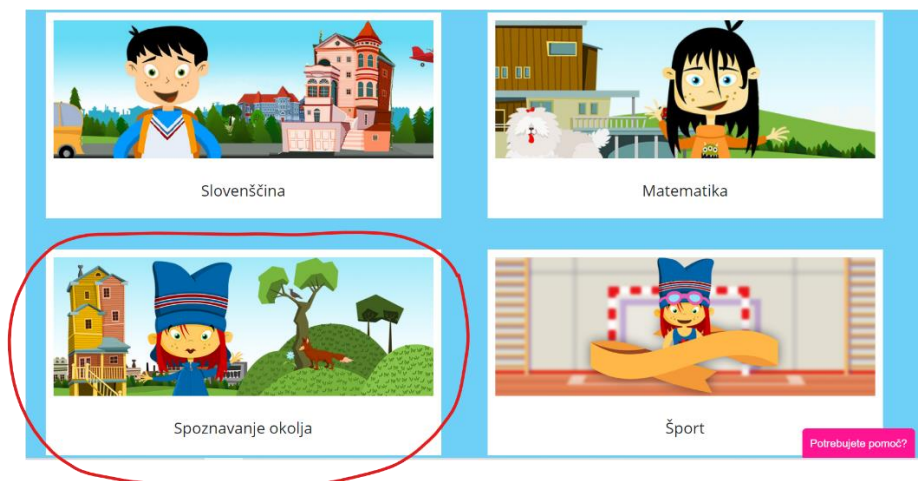 Slovenščina
Matematika
Spoznavanje okolja
Šport
Potrebujete pomoč?